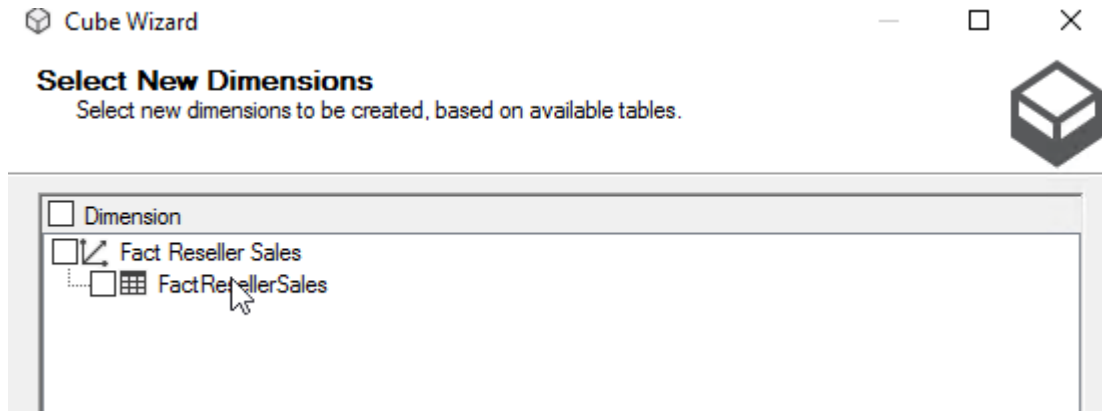 Cube Wizard
Select New Dimensions
Select new dimensions to be created, based on available tables.
Dimension
Fact Reseller Sales
FactResellerSales